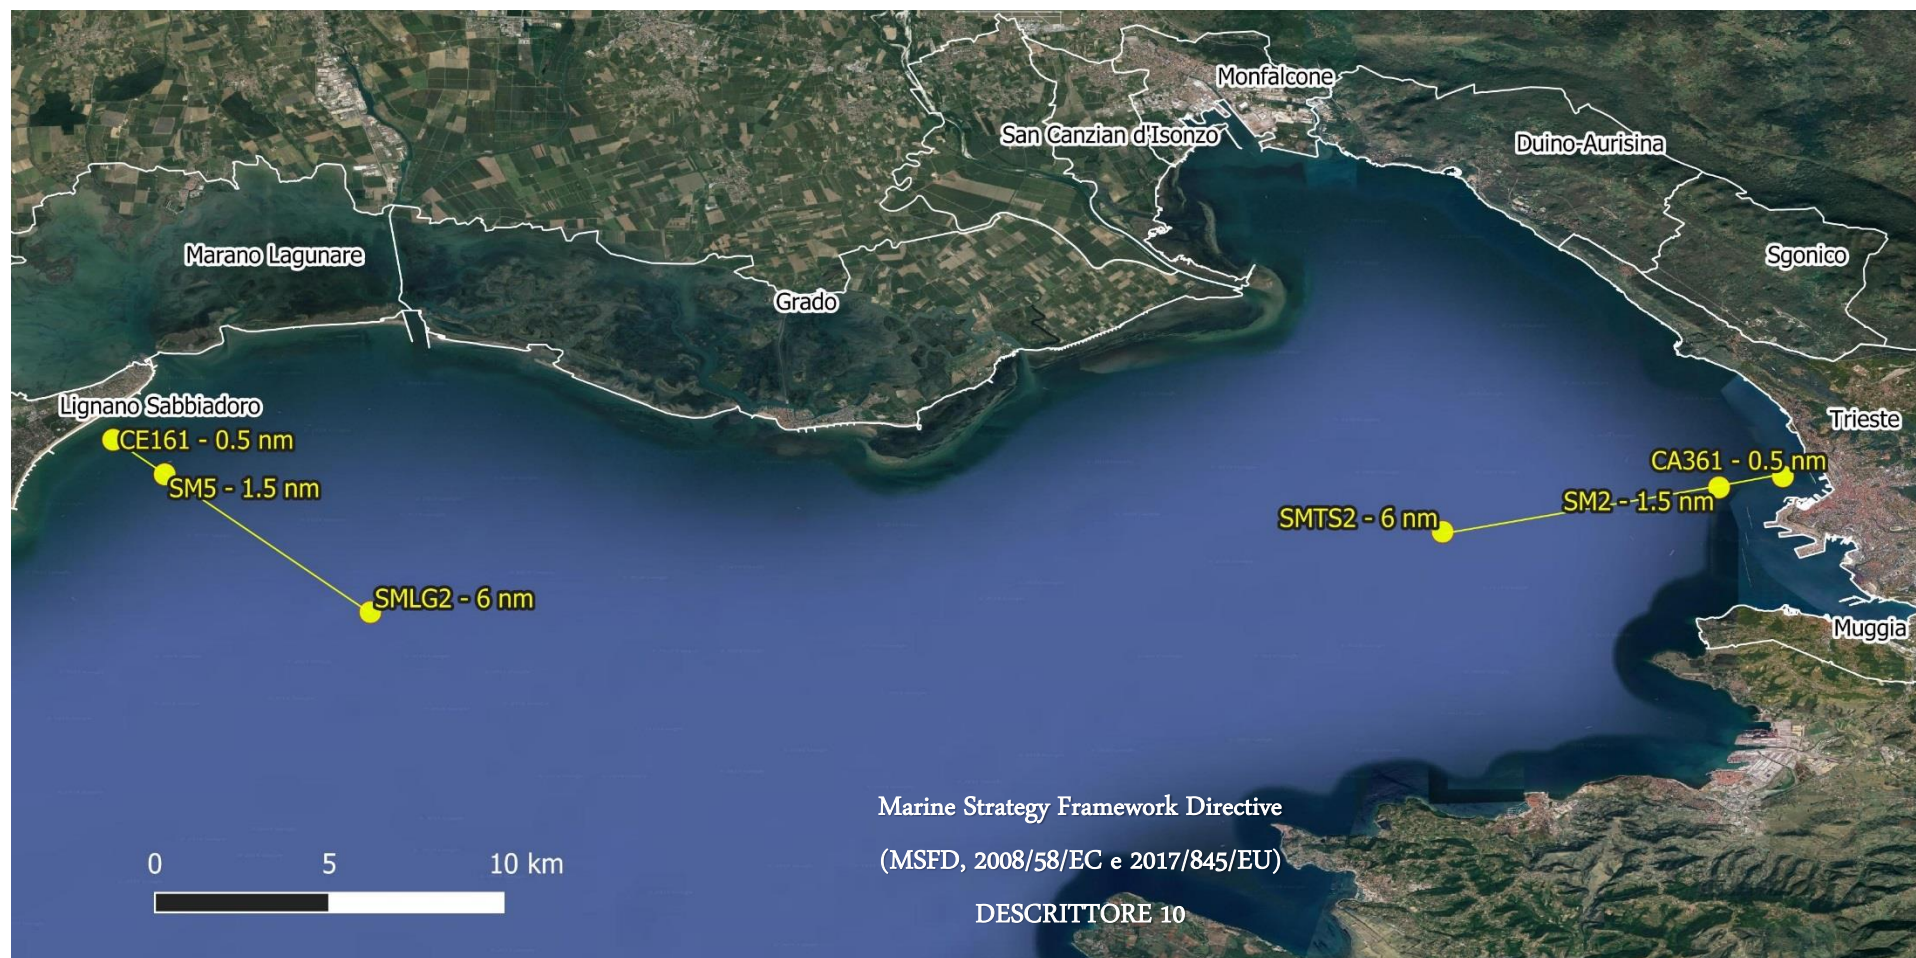 Monfalcone
San Canzian d'Isonzo
Duino-Aurisina
Marano Lagunare
Sgonico
Grado
Lignano Sabbiadoro
Trieste
CE161 - 0.5 nm
CA361 - 0.5 nm
SM5 - 1.5 nm
SM2 - 1.5 nm
SMTS2 - 6 nm
SMLG2 - 6 nm
Muggia
Marine Strategy Framework Directive
(MSFD, 2008/58/EC e 2017/845/EU)
DESCRITTORE 10
0 5 10 km